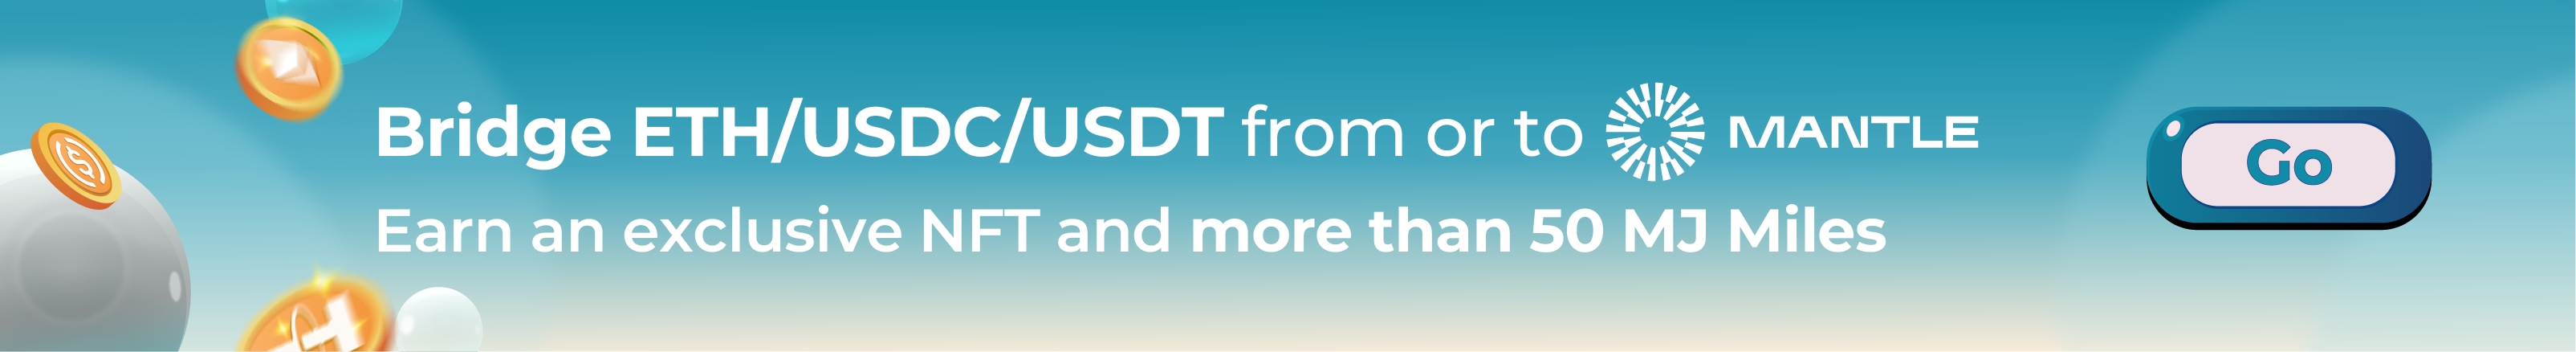 Bridge ETH/USDC/USDT from or to MANTLE
Earn an exclusive NFT and more than 50 MJ Miles
Go